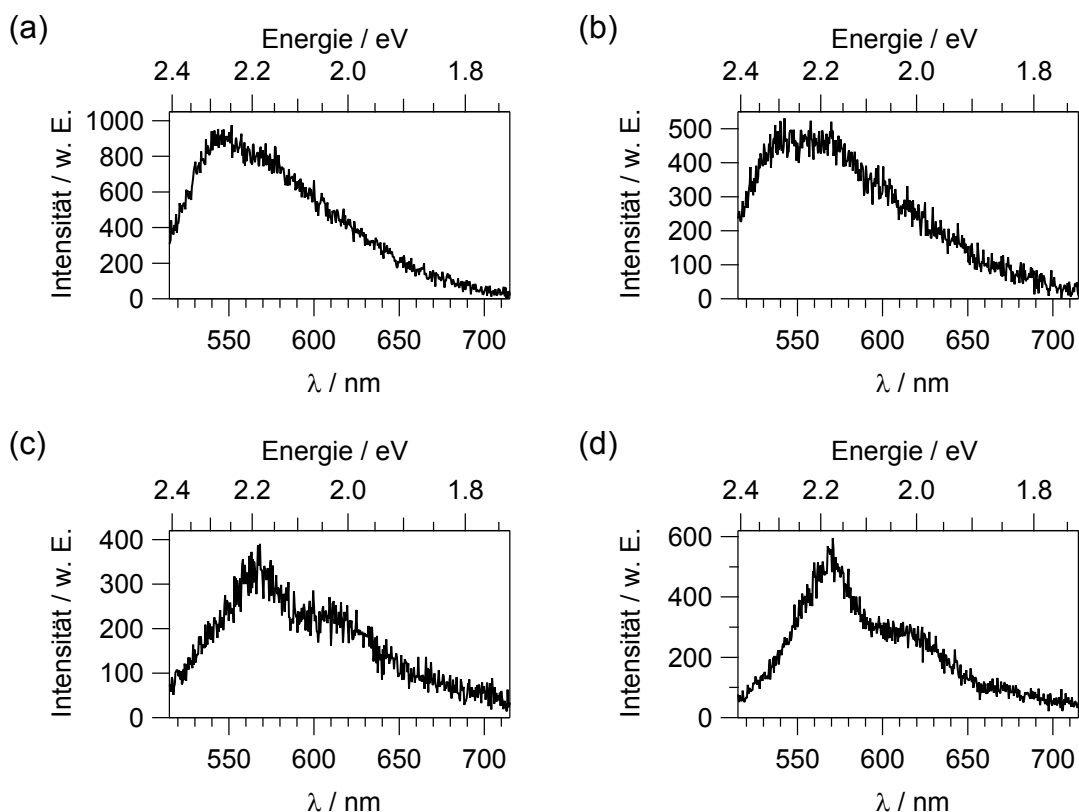 (a)
Energie / eV
2.4 2.2 2.0 1.8
Intensität / w. E.
1000
800
600
400
200
0
550 600 650 700
λ / nm
(b)
Energie / eV
2.4 2.2 2.0 1.8
Intensität / w. E.
500
400
300
200
100
0
550 600 650 700
λ / nm
(c)
Energie / eV
2.4 2.2 2.0 1.8
Intensität / w. E.
400
300
200
100
0
550 600 650 700
λ / nm
(d)
Energie / eV
2.4 2.2 2.0 1.8
Intensität / w. E.
600
400
200
0
550 600 650 700
λ / nm